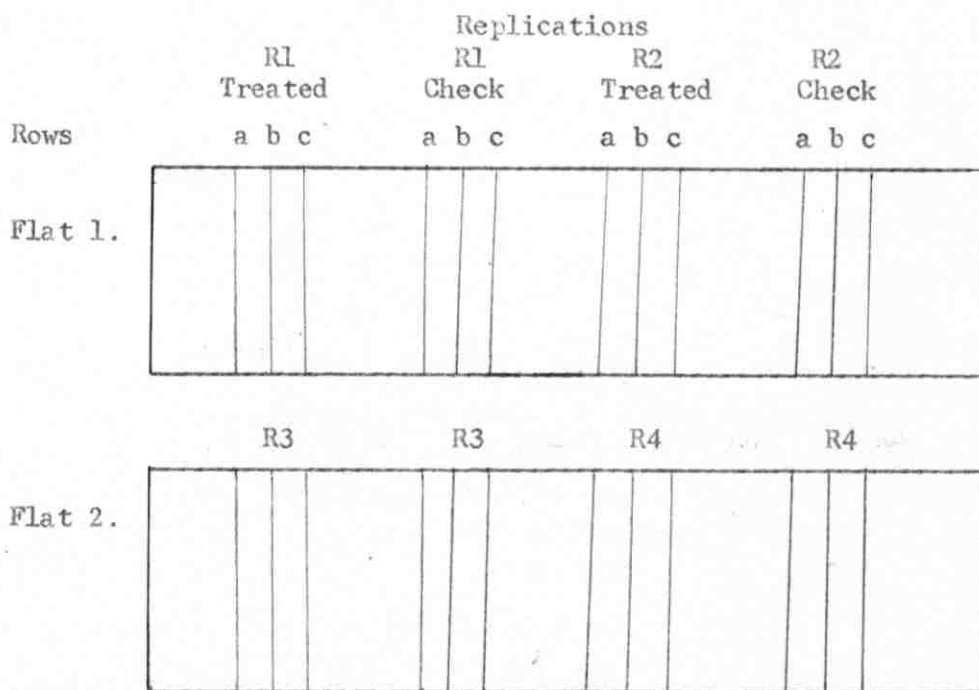 Replications
R1 R1 R2 R2
Treated Check Treated Check
Rows a b c a b c a b c a b c
Flat 1.
R3 R3 R4 R4
Flat 2.